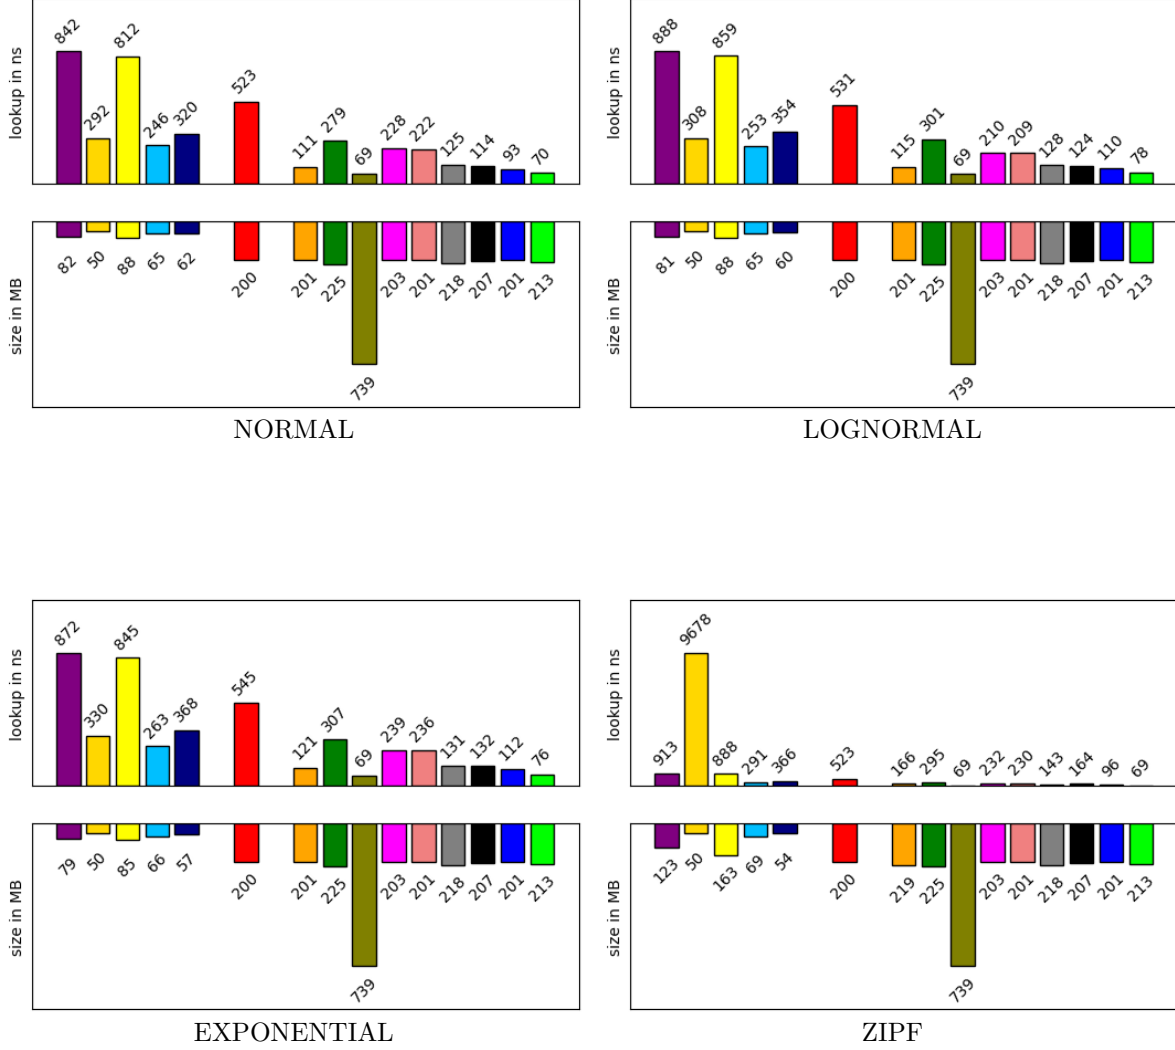 842 292 812 246 320 523 111 279 69 228 222 125 114 93 70
lookup in ns
82 50 88 65 62 200 201 225 739 203 201 218 207 201 213
size in MB
NORMAL
888 308 859 253 354 531 115 301 69 210 209 128 124 110 78
lookup in ns
81 50 88 65 60 200 201 225 739 203 201 218 207 201 213
size in MB
LOGNORMAL
872 330 845 263 368 545 121 307 69 239 236 131 132 112 76
lookup in ns
79 50 85 66 57 200 201 225 739 203 201 218 207 201 213
size in MB
EXPONENTIAL
913 9678 888 291 366 523 166 295 69 232 230 143 164 96 69
lookup in ns
123 50 163 69 54 200 219 225 739 203 201 218 207 201 213
size in MB
ZIPF